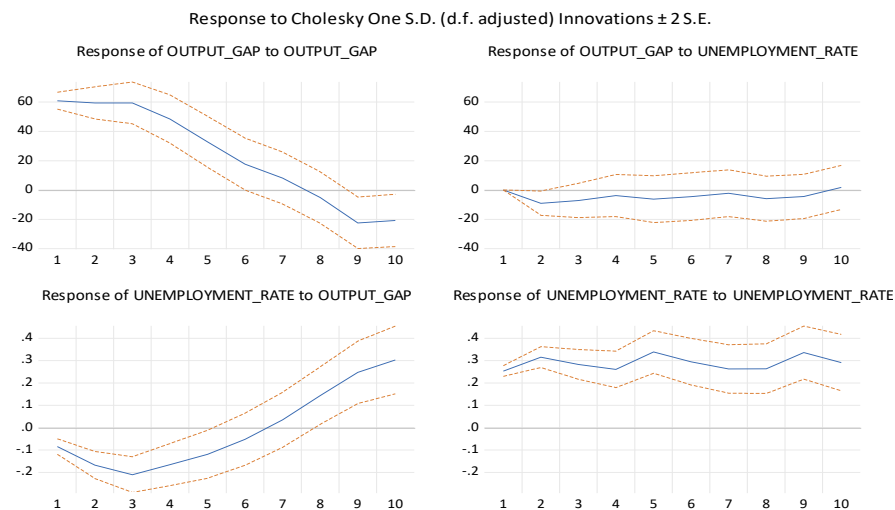 Response to Cholesky One S.D. (d.f. adjusted) Innovations ± 2 S.E.
Response of OUTPUT_GAP to OUTPUT_GAP
60
40
20
0
-20
-40
1 2 3 4 5 6 7 8 9 10
Response of OUTPUT_GAP to UNEMPLOYMENT_RATE
60
40
20
0
-20
-40
1 2 3 4 5 6 7 8 9 10
Response of UNEMPLOYMENT_RATE to OUTPUT_GAP
.4
.3
.2
.1
.0
-.1
-.2
1 2 3 4 5 6 7 8 9 10
Response of UNEMPLOYMENT_RATE to UNEMPLOYMENT_RATE
.4
.3
.2
.1
.0
-.1
-.2
1 2 3 4 5 6 7 8 9 10